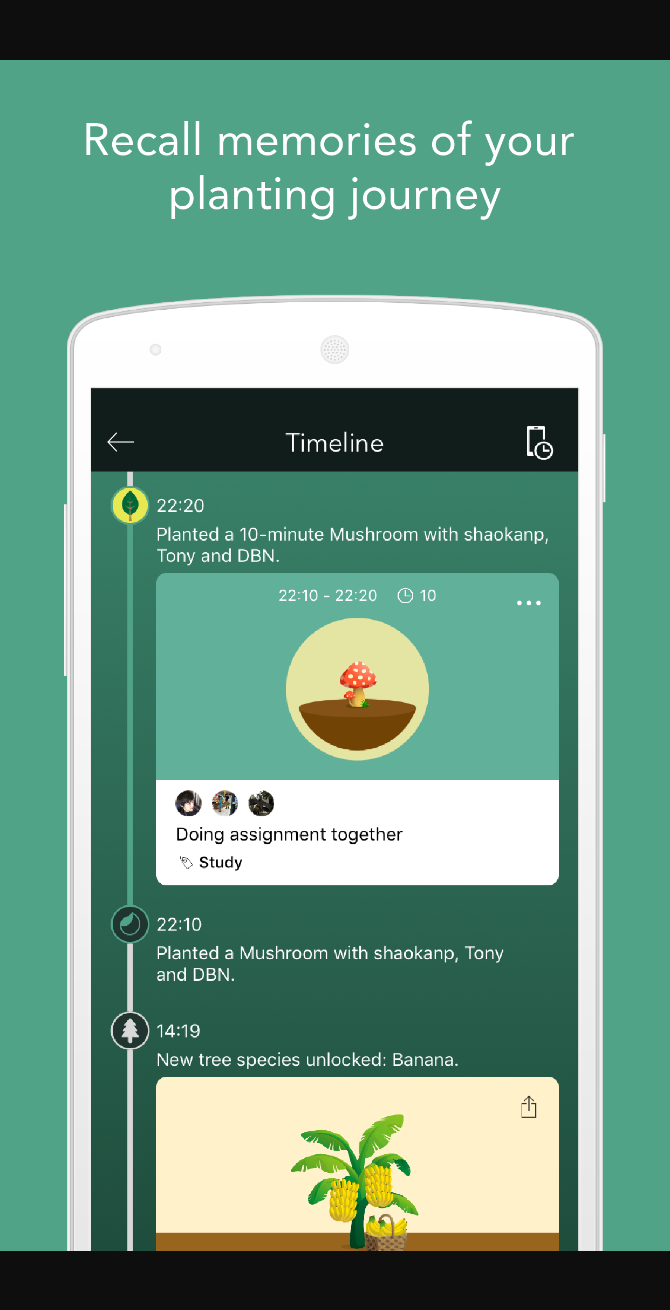 Recall memories of your
planting journey
Timeline
22:20
Planted a 10-minute Mushroom with shaokanp,
Tony and DBN.
22:10 - 22:20 10
Doing assignment together
Study
22:10
Planted a Mushroom with shaokanp, Tony
and DBN.
14:19
New tree species unlocked: Banana.